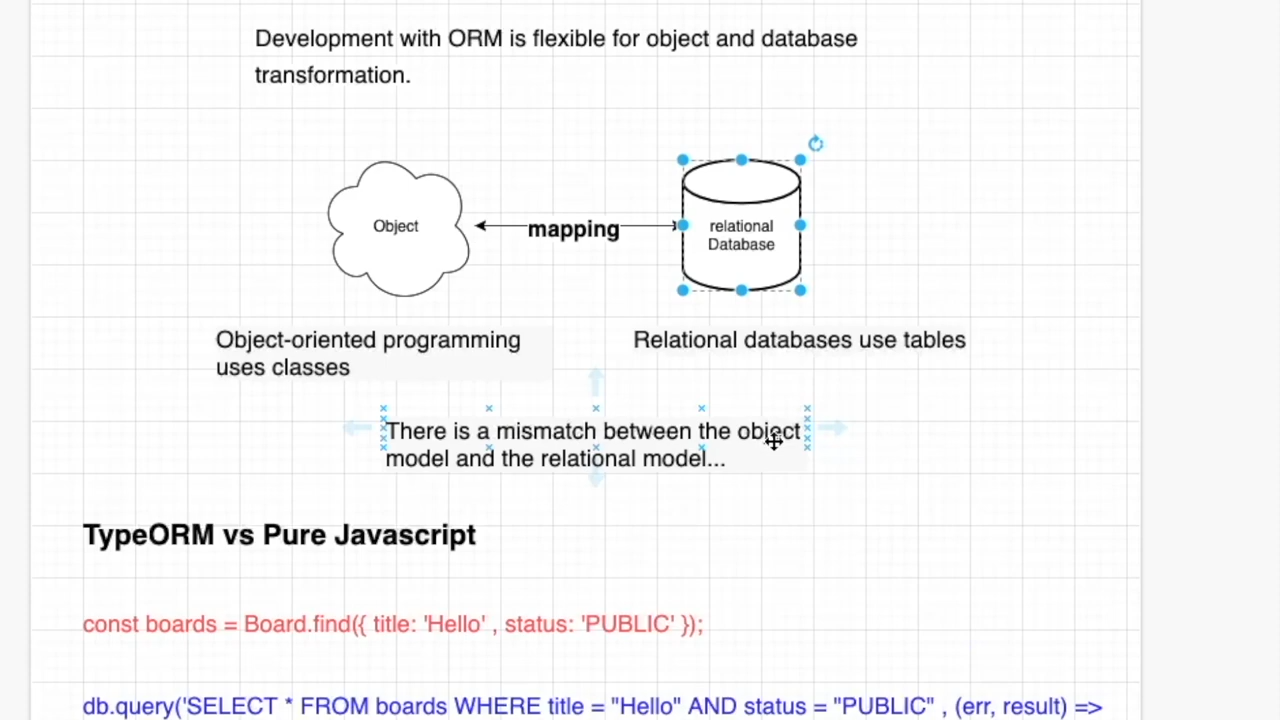 Development with ORM is flexible for object and database
transformation.
Object
mapping
relational
Database
Object-oriented programming
uses classes
Relational databases use tables
There is a mismatch between the object
model and the relational model...
TypeORM vs Pure Javascript
const boards = Board.find({ title: 'Hello' , status: 'PUBLIC' });
db.query('SELECT * FROM boards WHERE title = "Hello" AND status = "PUBLIC" , (err, result) =>